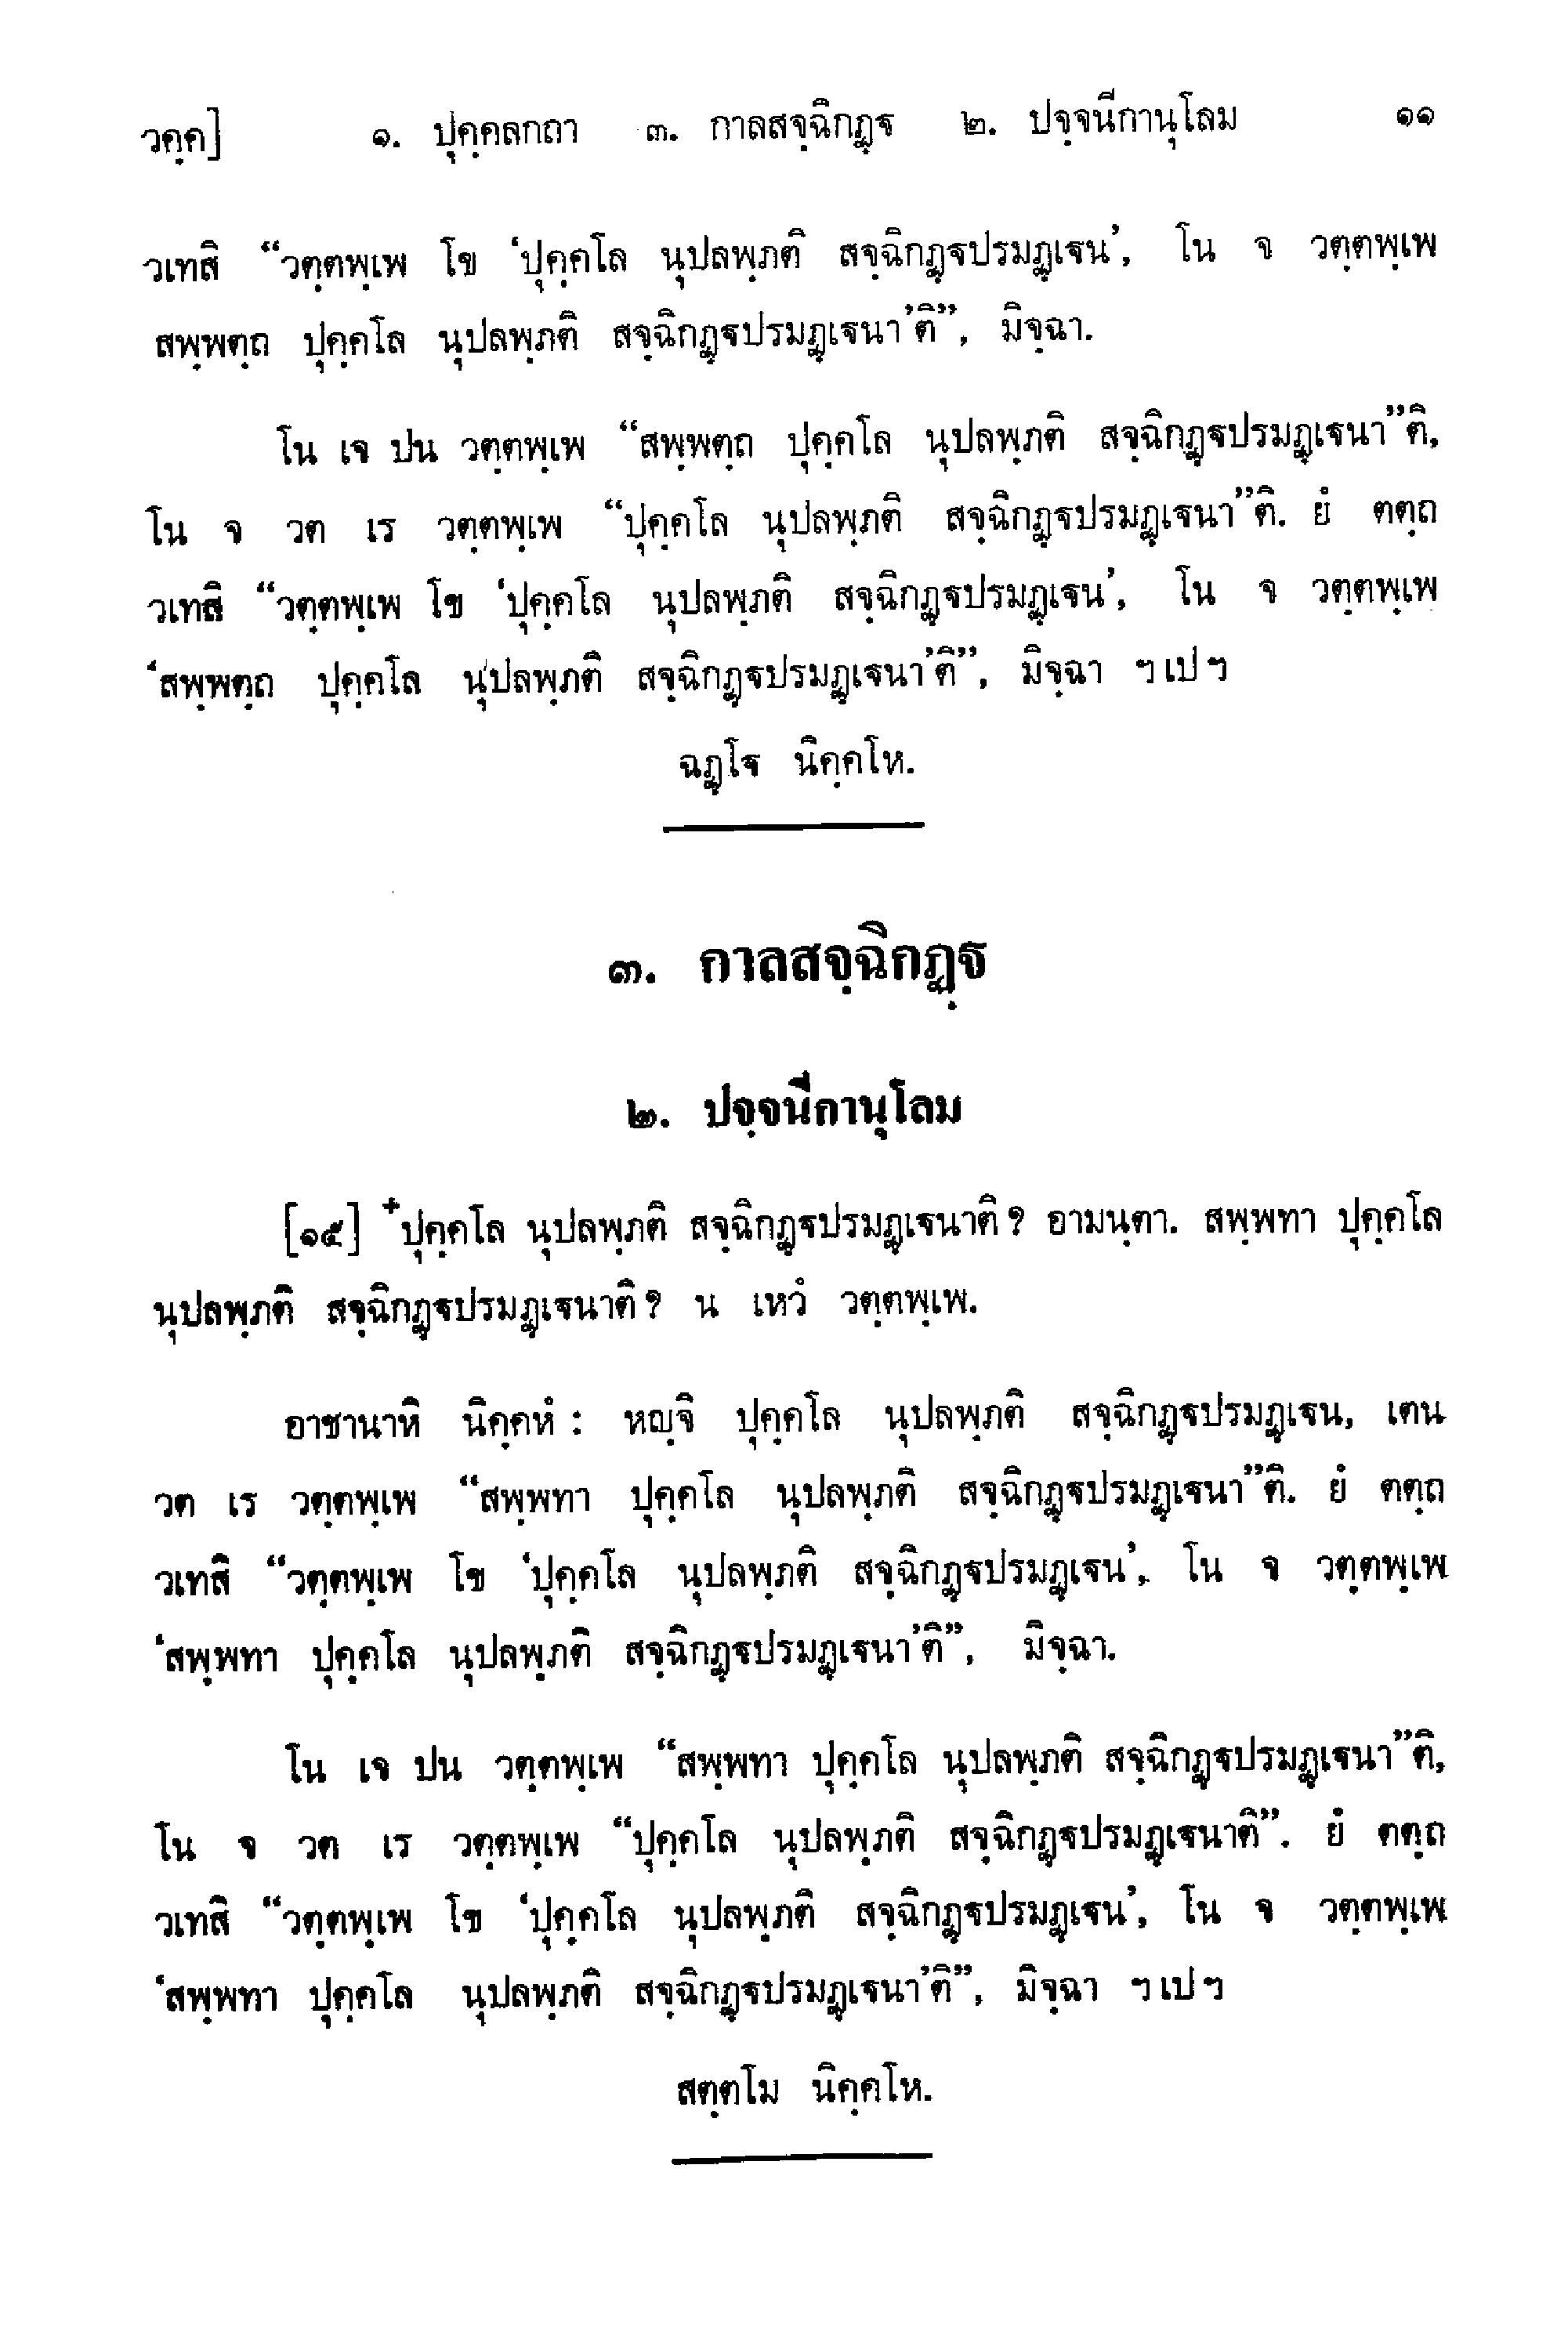 วคฺค] ๑. ปุคฺคลกถา ๓. กาลสจฺฉิกฏฺฐ ๒. ปจฺจนีกานุโลม ๑๑
วเทสิ “วตฺตพฺเพ โข ‘ปุคฺคโล นุปลพฺภติ สจฺฉิกฏฺฐปรมฏฺเฐน’, โน จ วตฺตพฺเพ
สพฺพตฺถ ปุคฺคโล นุปลพฺภติ สจฺฉิกฏฺฐปรมฏฺเฐนา’ติ”, มิจฺฉา.
โน เจ ปน วตฺตพฺเพ “สพฺพตฺถ ปุคฺคโล นุปลพฺภติ สจฺฉิกฏฺฐปรมฏฺเฐนา”ติ,
โน จ วต เร วตฺตพฺเพ “ปุคฺคโล นุปลพฺภติ สจฺฉิกฏฺฐปรมฏฺเฐนา”ติ. ยํ ตตฺถ
วเทสิ “วตฺตพฺเพ โข ‘ปุคฺคโล นุปลพฺภติ สจฺฉิกฏฺฐปรมฏฺเฐน’, โน จ วตฺตพฺเพ
‘สพฺพตฺถ ปุคฺคโล นุปลพฺภติ สจฺฉิกฏฺฐปรมฏฺเฐนา’ติ”, มิจฺฉา ฯเปฯ
ฉฏฺโฐ นิคฺคโห.
๓. กาลสจฺฉิกฏฺฐ
๒. ปจฺจนีกานุโลม
[๑๕] +ปุคฺคโล นุปลพฺภติ สจฺฉิกฏฺฐปรมฏฺเฐนาติ? อามนฺตา. สพฺพทา ปุคฺคโล
นุปลพฺภติ สจฺฉิกฏฺฐปรมฏฺเฐนาติ? น เหวํ วตฺตพฺเพ.
อาชานาหิ นิคฺคหํ: หญฺจิ ปุคฺคโล นุปลพฺภติ สจฺฉิกฏฺฐปรมฏฺเฐน, เตน
วต เร วตฺตพฺเพ “สพฺพทา ปุคฺคโล นุปลพฺภติ สจฺฉิกฏฺฐปรมฏฺเฐนา”ติ. ยํ ตตฺถ
วเทสิ “วตฺตพฺเพ โข ‘ปุคฺคโล นุปลพฺภติ สจฺฉิกฏฺฐปรมฏฺเฐน’, โน จ วตฺตพฺเพ
‘สพฺพทา ปุคฺคโล นุปลพฺภติ สจฺฉิกฏฺฐปรมฏฺเฐนา’ติ”, มิจฺฉา.
โน เจ ปน วตฺตพฺเพ “สพฺพทา ปุคฺคโล นุปลพฺภติ สจฺฉิกฏฺฐปรมฏฺเฐนา”ติ,
โน จ วต เร วตฺตพฺเพ “ปุคฺคโล นุปลพฺภติ สจฺฉิกฏฺฐปรมฏฺเฐนาติ”. ยํ ตตฺถ
วเทสิ “วตฺตพฺเพ โข ‘ปุคฺคโล นุปลพฺภติ สจฺฉิกฏฺฐปรมฏฺเฐน’, โน จ วตฺตพฺเพ
‘สพฺพทา ปุคฺคโล นุปลพฺภติ สจฺฉิกฏฺฐปรมฏฺเฐนา’ติ”, มิจฺฉา ฯเปฯ
สตฺตโม นิคฺคโห.